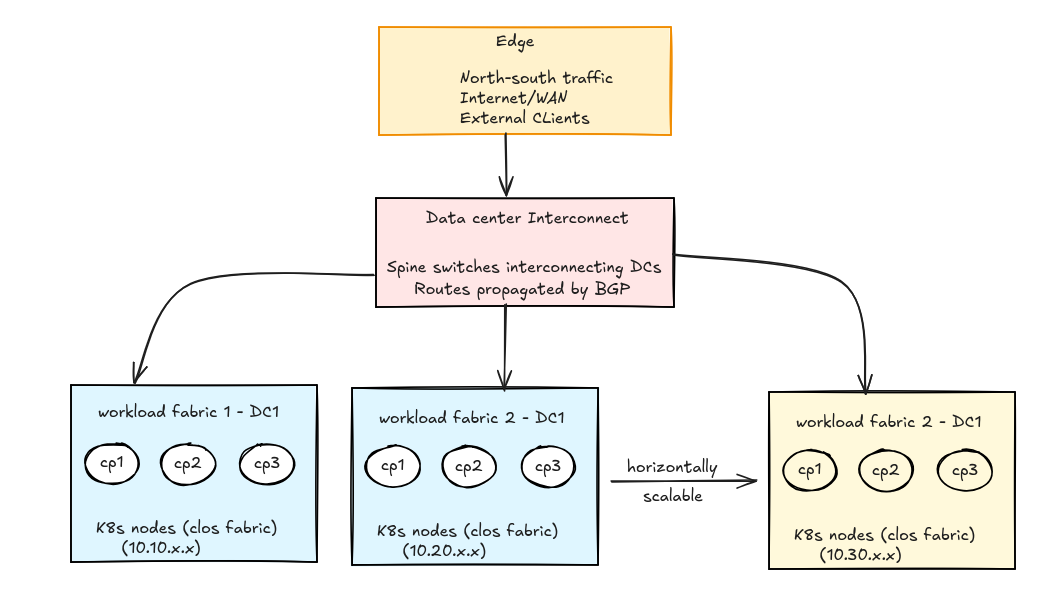 Edge
North-south traffic
Internet/WAN
External CLients
Data center Interconnect
Spine switches interconnecting DCs
Routes propagated by BGP
workload fabric 1 - DC1
cp1 cp2 cp3
K8s nodes (clos fabric)
(10.10.x.x)
workload fabric 2 - DC1
cp1 cp2 cp3
K8s nodes (clos fabric)
(10.20.x.x)
horizontally
scalable
workload fabric 2 - DC1
cp1 cp2 cp3
K8s nodes (clos fabric)
(10.30.x.x)